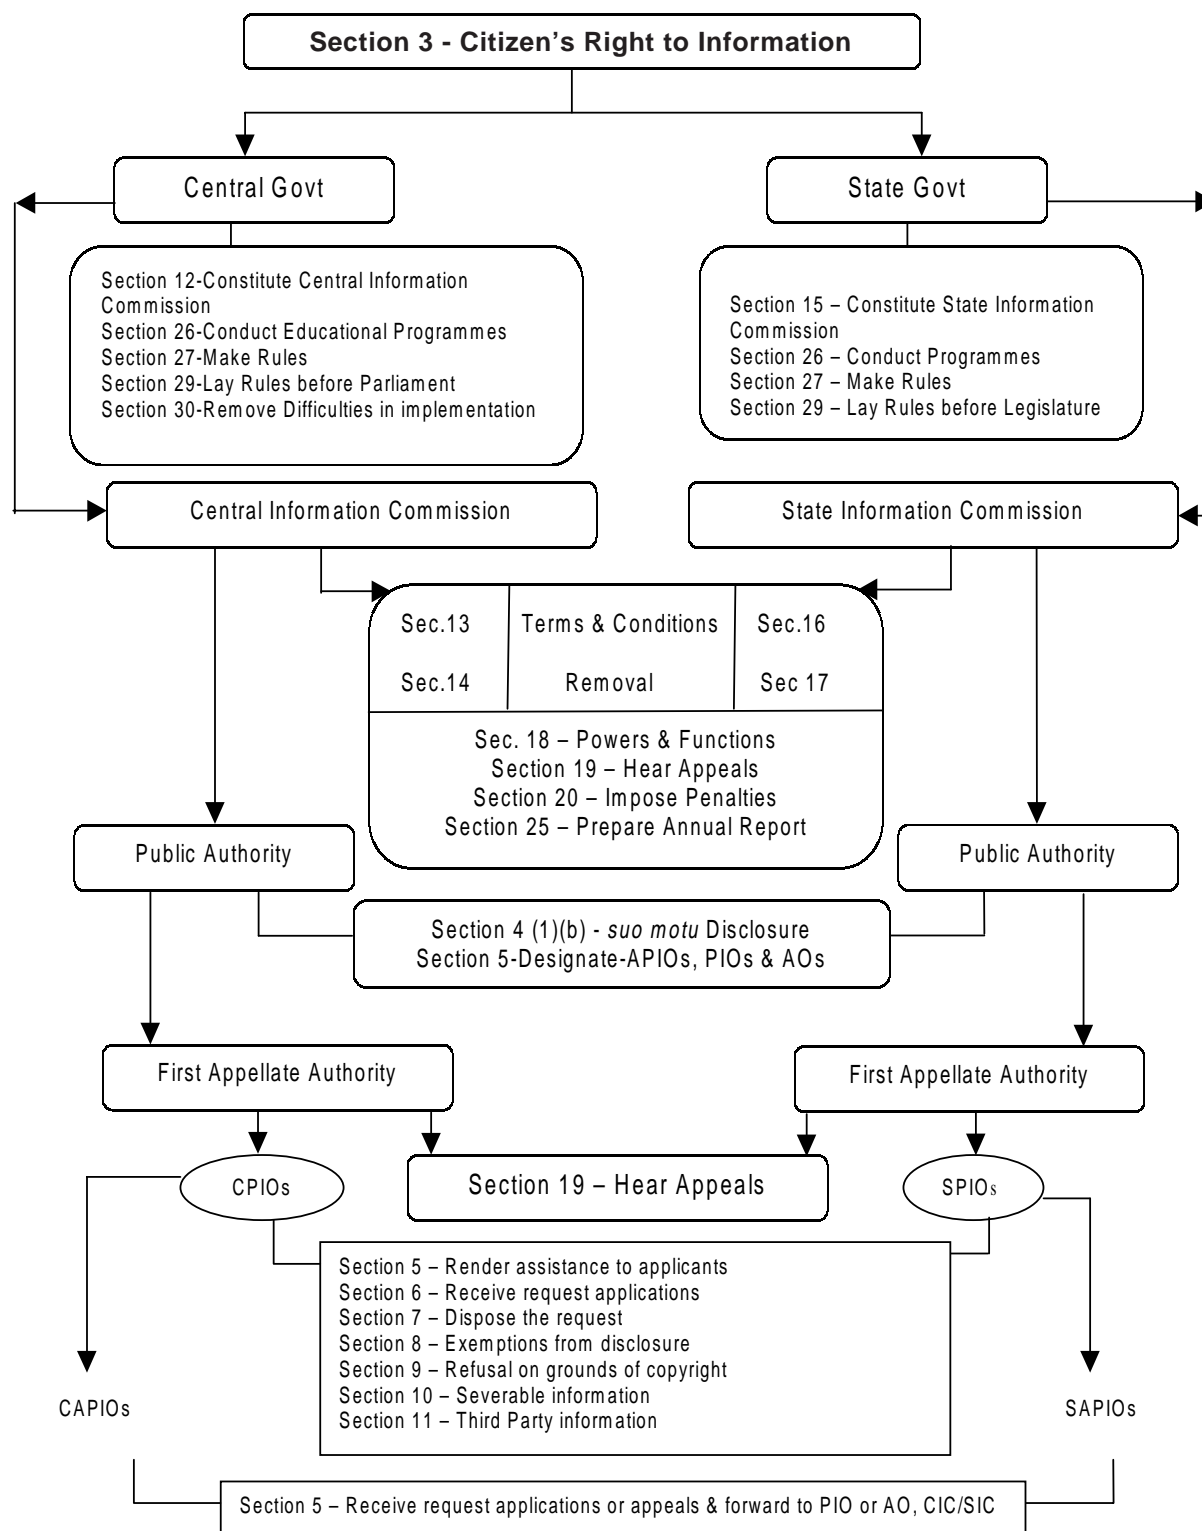 Section 3 - Citizen's Right to Information
Central Govt
State Govt
Section 12-Constitute Central Information
Commission
Section 26-Conduct Educational Programmes
Section 27-Make Rules
Section 29-Lay Rules before Parliament
Section 30-Remove Difficulties in implementation
Section 15 – Constitute State Information
Commission
Section 26 – Conduct Programmes
Section 27 – Make Rules
Section 29 – Lay Rules before Legislature
Central Information Commission
State Information Commission
Sec.13 Terms & Conditions Sec.16
Sec.14 Removal Sec 17
Sec. 18 – Powers & Functions
Section 19 – Hear Appeals
Section 20 – Impose Penalties
Section 25 – Prepare Annual Report
Public Authority
Public Authority
Section 4 (1)(b) - suo motu Disclosure
Section 5-Designate-APIOs, PIOs & AOs
First Appellate Authority
First Appellate Authority
CPIOs
Section 19 – Hear Appeals
SPIOs
Section 5 – Render assistance to applicants
Section 6 – Receive request applications
Section 7 – Dispose the request
Section 8 – Exemptions from disclosure
Section 9 – Refusal on grounds of copyright
Section 10 – Severable information
Section 11 – Third Party information
CAPIOs
SAPIOs
Section 5 – Receive request applications or appeals & forward to PIO or AO, CIC/SIC